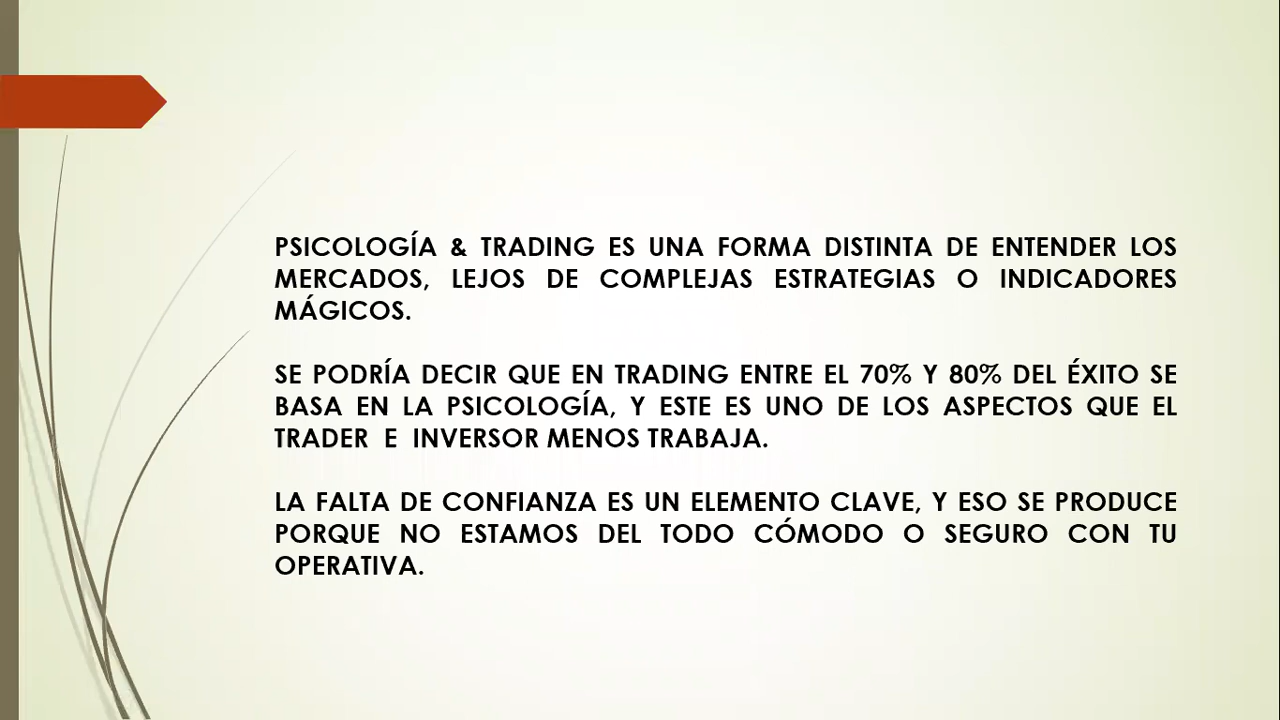 PSICOLOGÍA & TRADING ES UNA FORMA DISTINTA DE ENTENDER LOS
MERCADOS, LEJOS DE COMPLEJAS ESTRATEGIAS O INDICADORES
MÁGICOS.
SE PODRÍA DECIR QUE EN TRADING ENTRE EL 70% Y 80% DEL ÉXITO SE
BASA EN LA PSICOLOGÍA, Y ESTE ES UNO DE LOS ASPECTOS QUE EL
TRADER E INVERSOR MENOS TRABAJA.
LA FALTA DE CONFIANZA ES UN ELEMENTO CLAVE, Y ESO SE PRODUCE
PORQUE NO ESTAMOS DEL TODO CÓMODO O SEGURO CON TU
OPERATIVA.